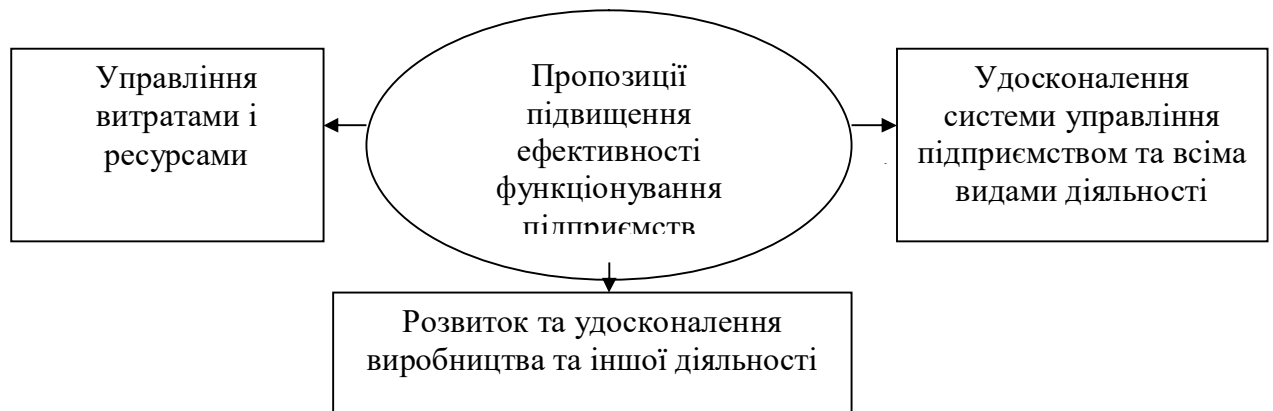 Управління
витратами і
ресурсами
Пропозиції
підвищення
ефективності
функціонування
підприємств
Удосконалення
системи управління
підприємством та всіма
видами діяльності
Розвиток та удосконалення
виробництва та іншої діяльності